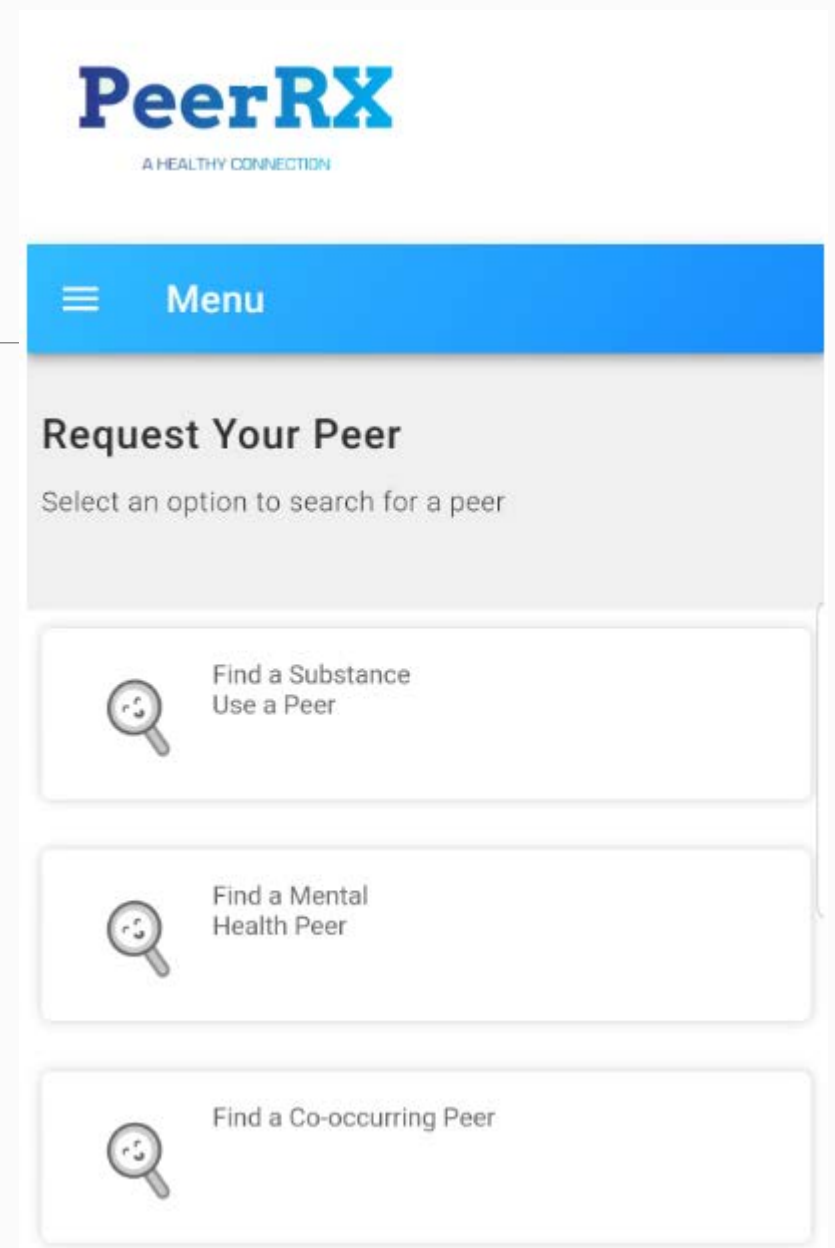 PeerRX
A HEALTHY CONNECTION
Menu
Request Your Peer
Select an option to search for a peer
Find a Substance
Use a Peer
Find a Mental
Health Peer
Find a Co-occurring Peer